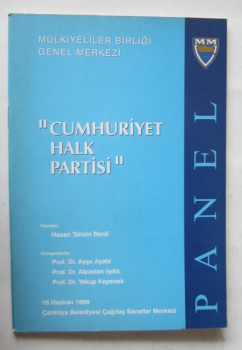 MÜLKİYELİLER BİRLİĞİ
GENEL MERKEZİ
"CUMHURİYET
HALK
PARTİSİ"
Yöneten
Hasan Tahsin Benli
Konuşmacılar
Prof. Dr. Ayşe Ayata
Prof. Dr. Alpaslan Işıklı
Prof. Dr. Yakup Kepenek
16 Haziran 1999
Çankaya Belediyesi Çağdaş Sanatlar Merkezi
MM
PANEL